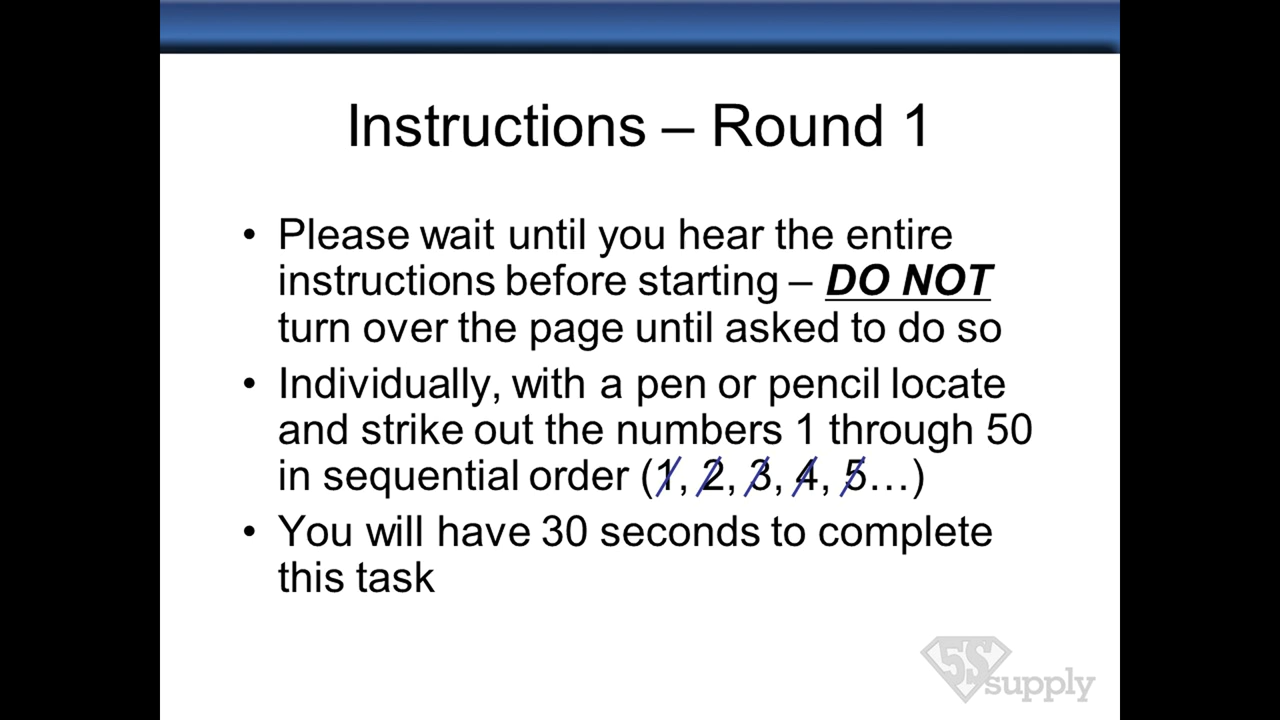 Instructions – Round 1
• Please wait until you hear the entire
instructions before starting – DO NOT
turn over the page until asked to do so
• Individually, with a pen or pencil locate
and strike out the numbers 1 through 50
in sequential order (1, 2, 3, 4, 5…)
• You will have 30 seconds to complete
this task
5S
supply